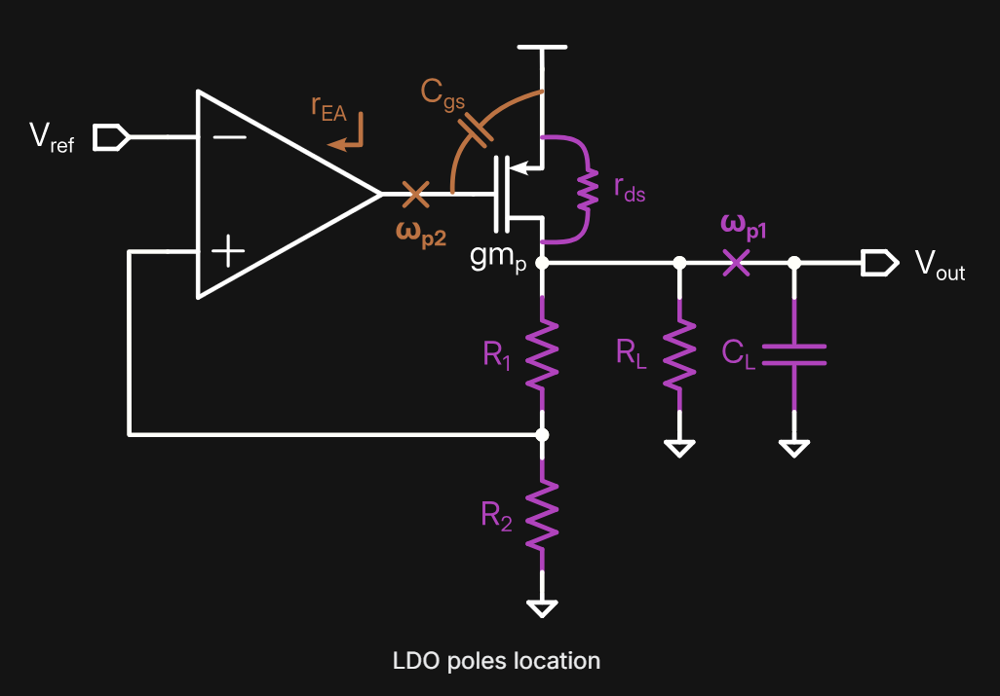 C_gs
r_EA
V_ref
−
r_ds
ω_p2
ω_p1
+
gm_p
V_out
R_1
R_L
C_L
R_2
LDO poles location